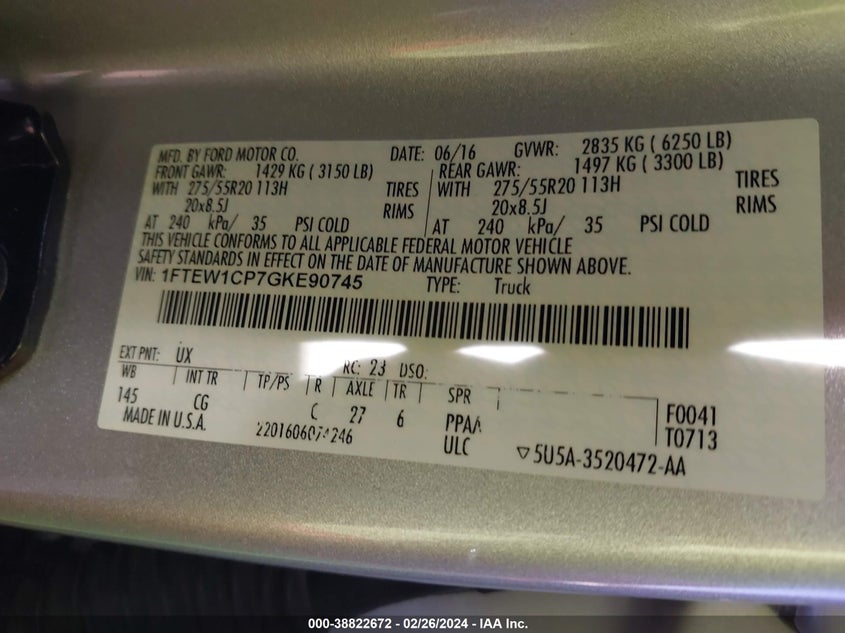 MFD. BY FORD MOTOR CO. DATE: 06/16 GVWR: 2835 KG ( 6250 LB)
FRONT GAWR: 1429 KG ( 3150 LB) REAR GAWR: 1497 KG ( 3300 LB)
WITH 275/55R20 113H TIRES WITH 275/55R20 113H TIRES
20x8.5J RIMS 20x8.5J RIMS
AT 240 kPa/ 35 PSI COLD AT 240 kPa/ 35 PSI COLD
THIS VEHICLE CONFORMS TO ALL APPLICABLE FEDERAL MOTOR VEHICLE
SAFETY STANDARDS IN EFFECT ON THE DATE OF MANUFACTURE SHOWN ABOVE.
VIN: 1FTEW1CP7GKE90745 TYPE: Truck
EXT PNT: UX RC: 23 DSO:
WB INT TR TP/PS R AXLE TR SPR
145 CG C 27 6 PPAA F0041
MADE IN U.S.A. ULC T0713
▽5U5A-3520472-AA
000-38822672 - 02/26/2024 - IAA Inc.